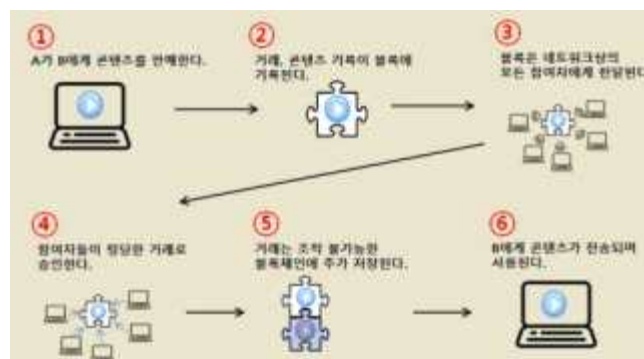 ①
A가 B에게 콘텐츠를 판매한다.
②
거래, 콘텐츠 기록이 블록에
기록된다.
③
블록은 네트워크상의
모든 참여자에게 전달된다
④
참여자들이 정당한 거래로
승인한다.
⑤
거래는 조작 불가능한
블록체인에 추가 저장된다.
⑥
B에게 콘텐츠가 전송되며
사용된다.